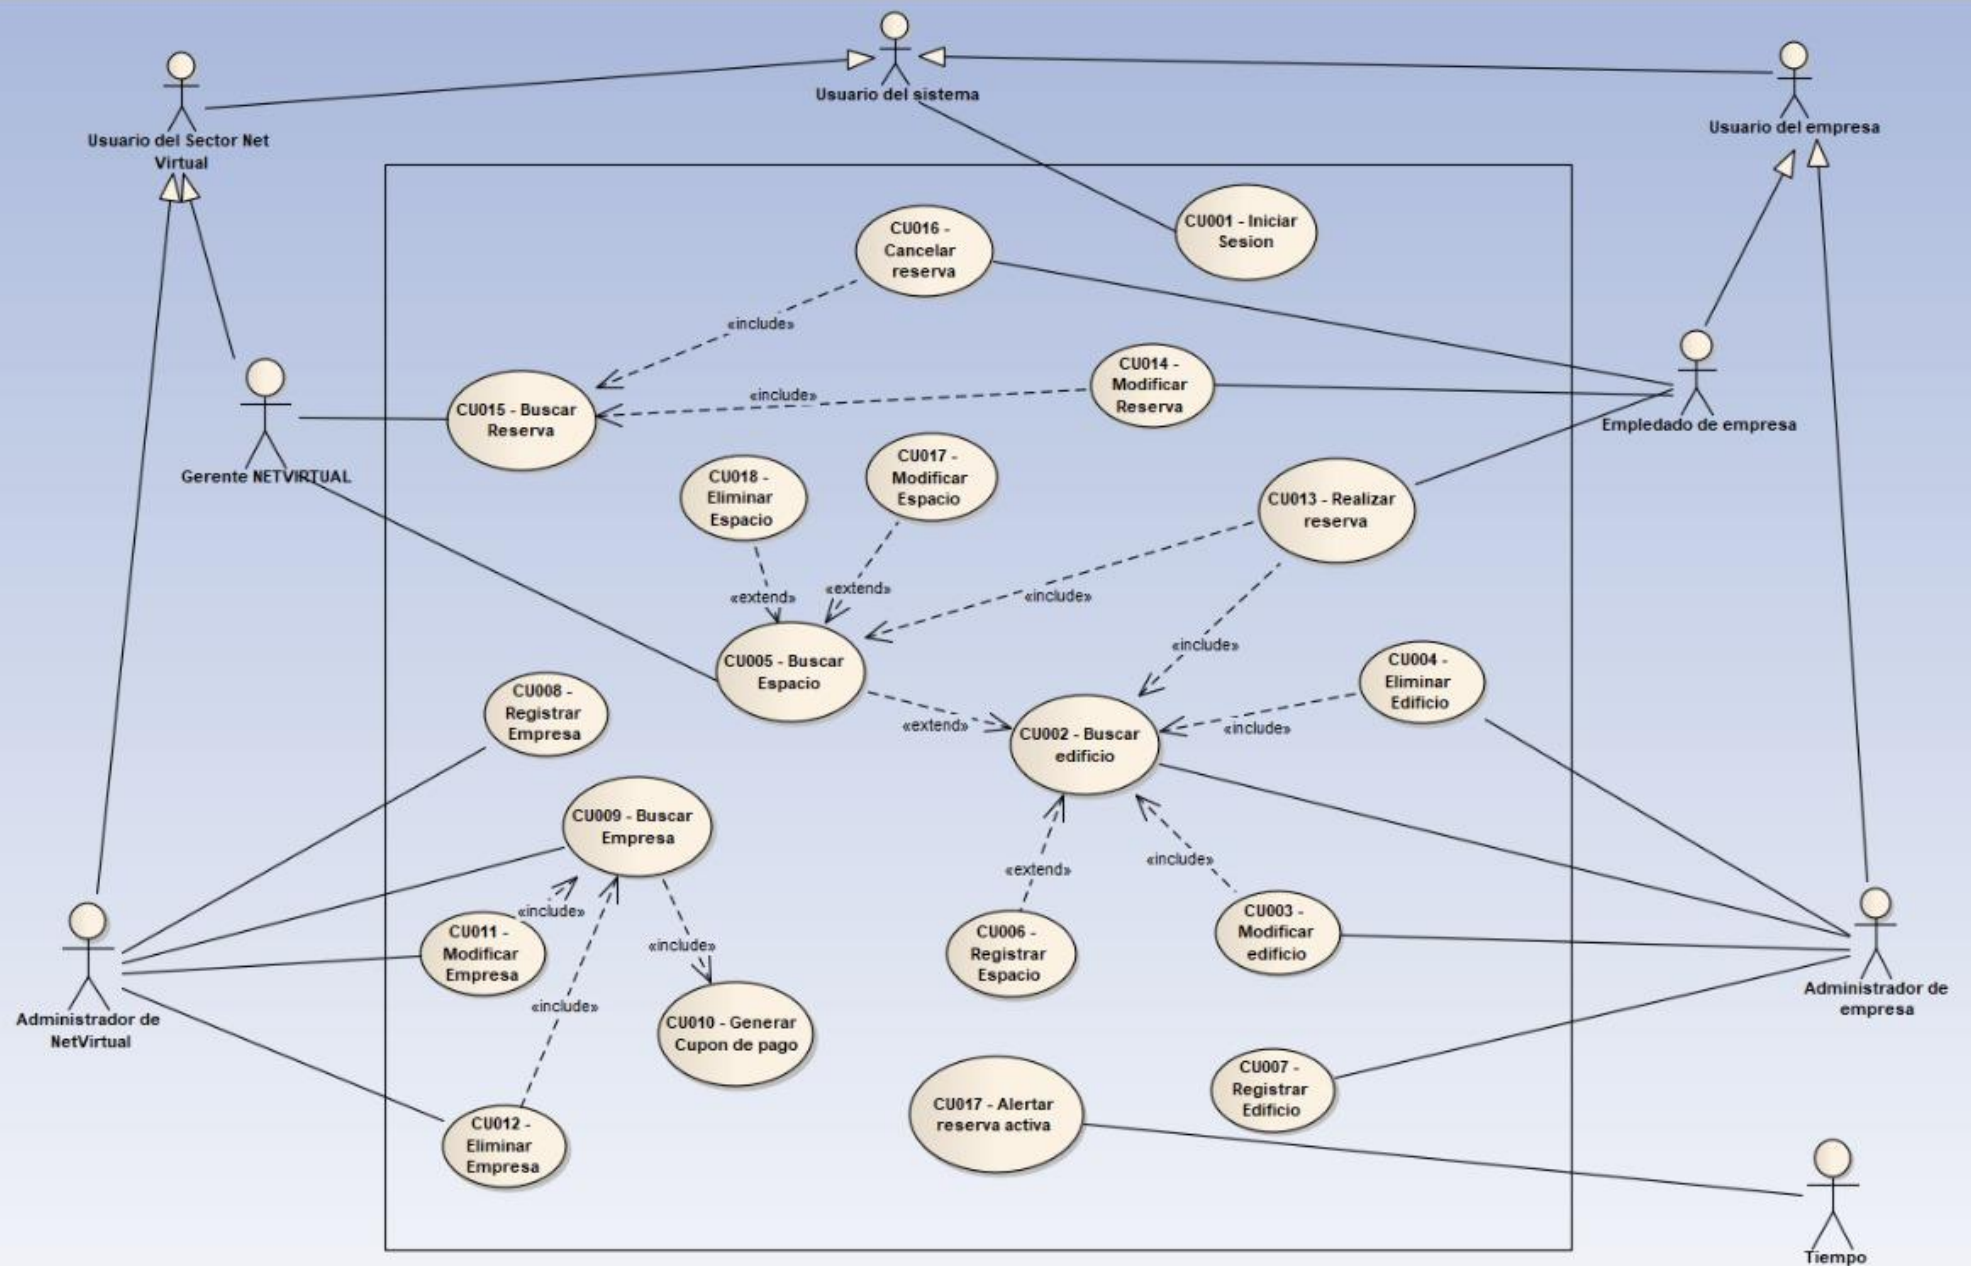 Usuario del sistema
Usuario del Sector Net
Virtual
Usuario del empresa
CU001 - Iniciar
Sesion
CU016 -
Cancelar
reserva
«include»
CU014 -
Modificar
Reserva
«include»
CU015 - Buscar
Reserva
Empledado de empresa
Gerente NETVIRTUAL
CU018 -
Eliminar
Espacio
CU017 -
Modificar
Espacio
CU013 - Realizar
reserva
«extend»
«extend»
«include»
«include»
CU005 - Buscar
Espacio
CU004 -
Eliminar
Edificio
CU008 -
Registrar
Empresa
«extend»
«include»
CU002 - Buscar
edificio
CU009 - Buscar
Empresa
«extend»
«include»
«include»
CU011 -
Modificar
Empresa
«include»
CU006 -
Registrar
Espacio
CU003 -
Modificar
edificio
«include»
CU010 - Generar
Cupon de pago
Administrador de
NetVirtual
Administrador de
empresa
CU007 -
Registrar
Edificio
CU017 - Alertar
reserva activa
CU012 -
Eliminar
Empresa
Tiempo